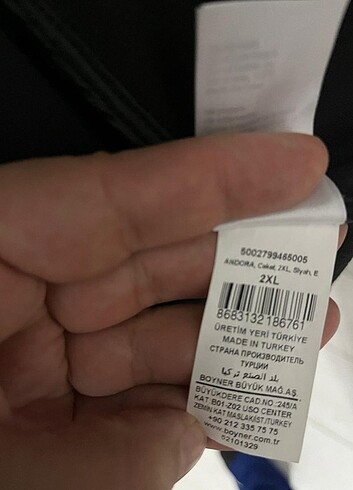 5002799465005
ANDORA, Ceket, 2XL, Siyah, E
2XL
8683132186761
ÜRETİM YERİ TÜRKİYE
MADE IN TURKEY
СТРАНА ПРОИЗВОДИТЕЛЬ
ТУРЦИИ
بلد الصنع تركيا
BOYNER BÜYÜK MAĞ.AŞ.
BÜYÜKDERE CAD.NO.:245/A
KAT:B01-Z02 USO CENTER
ZEMİN KAT MASLAK/İST/TURKEY
+90 212 335 75 75
www.boyner.com.tr
52101329